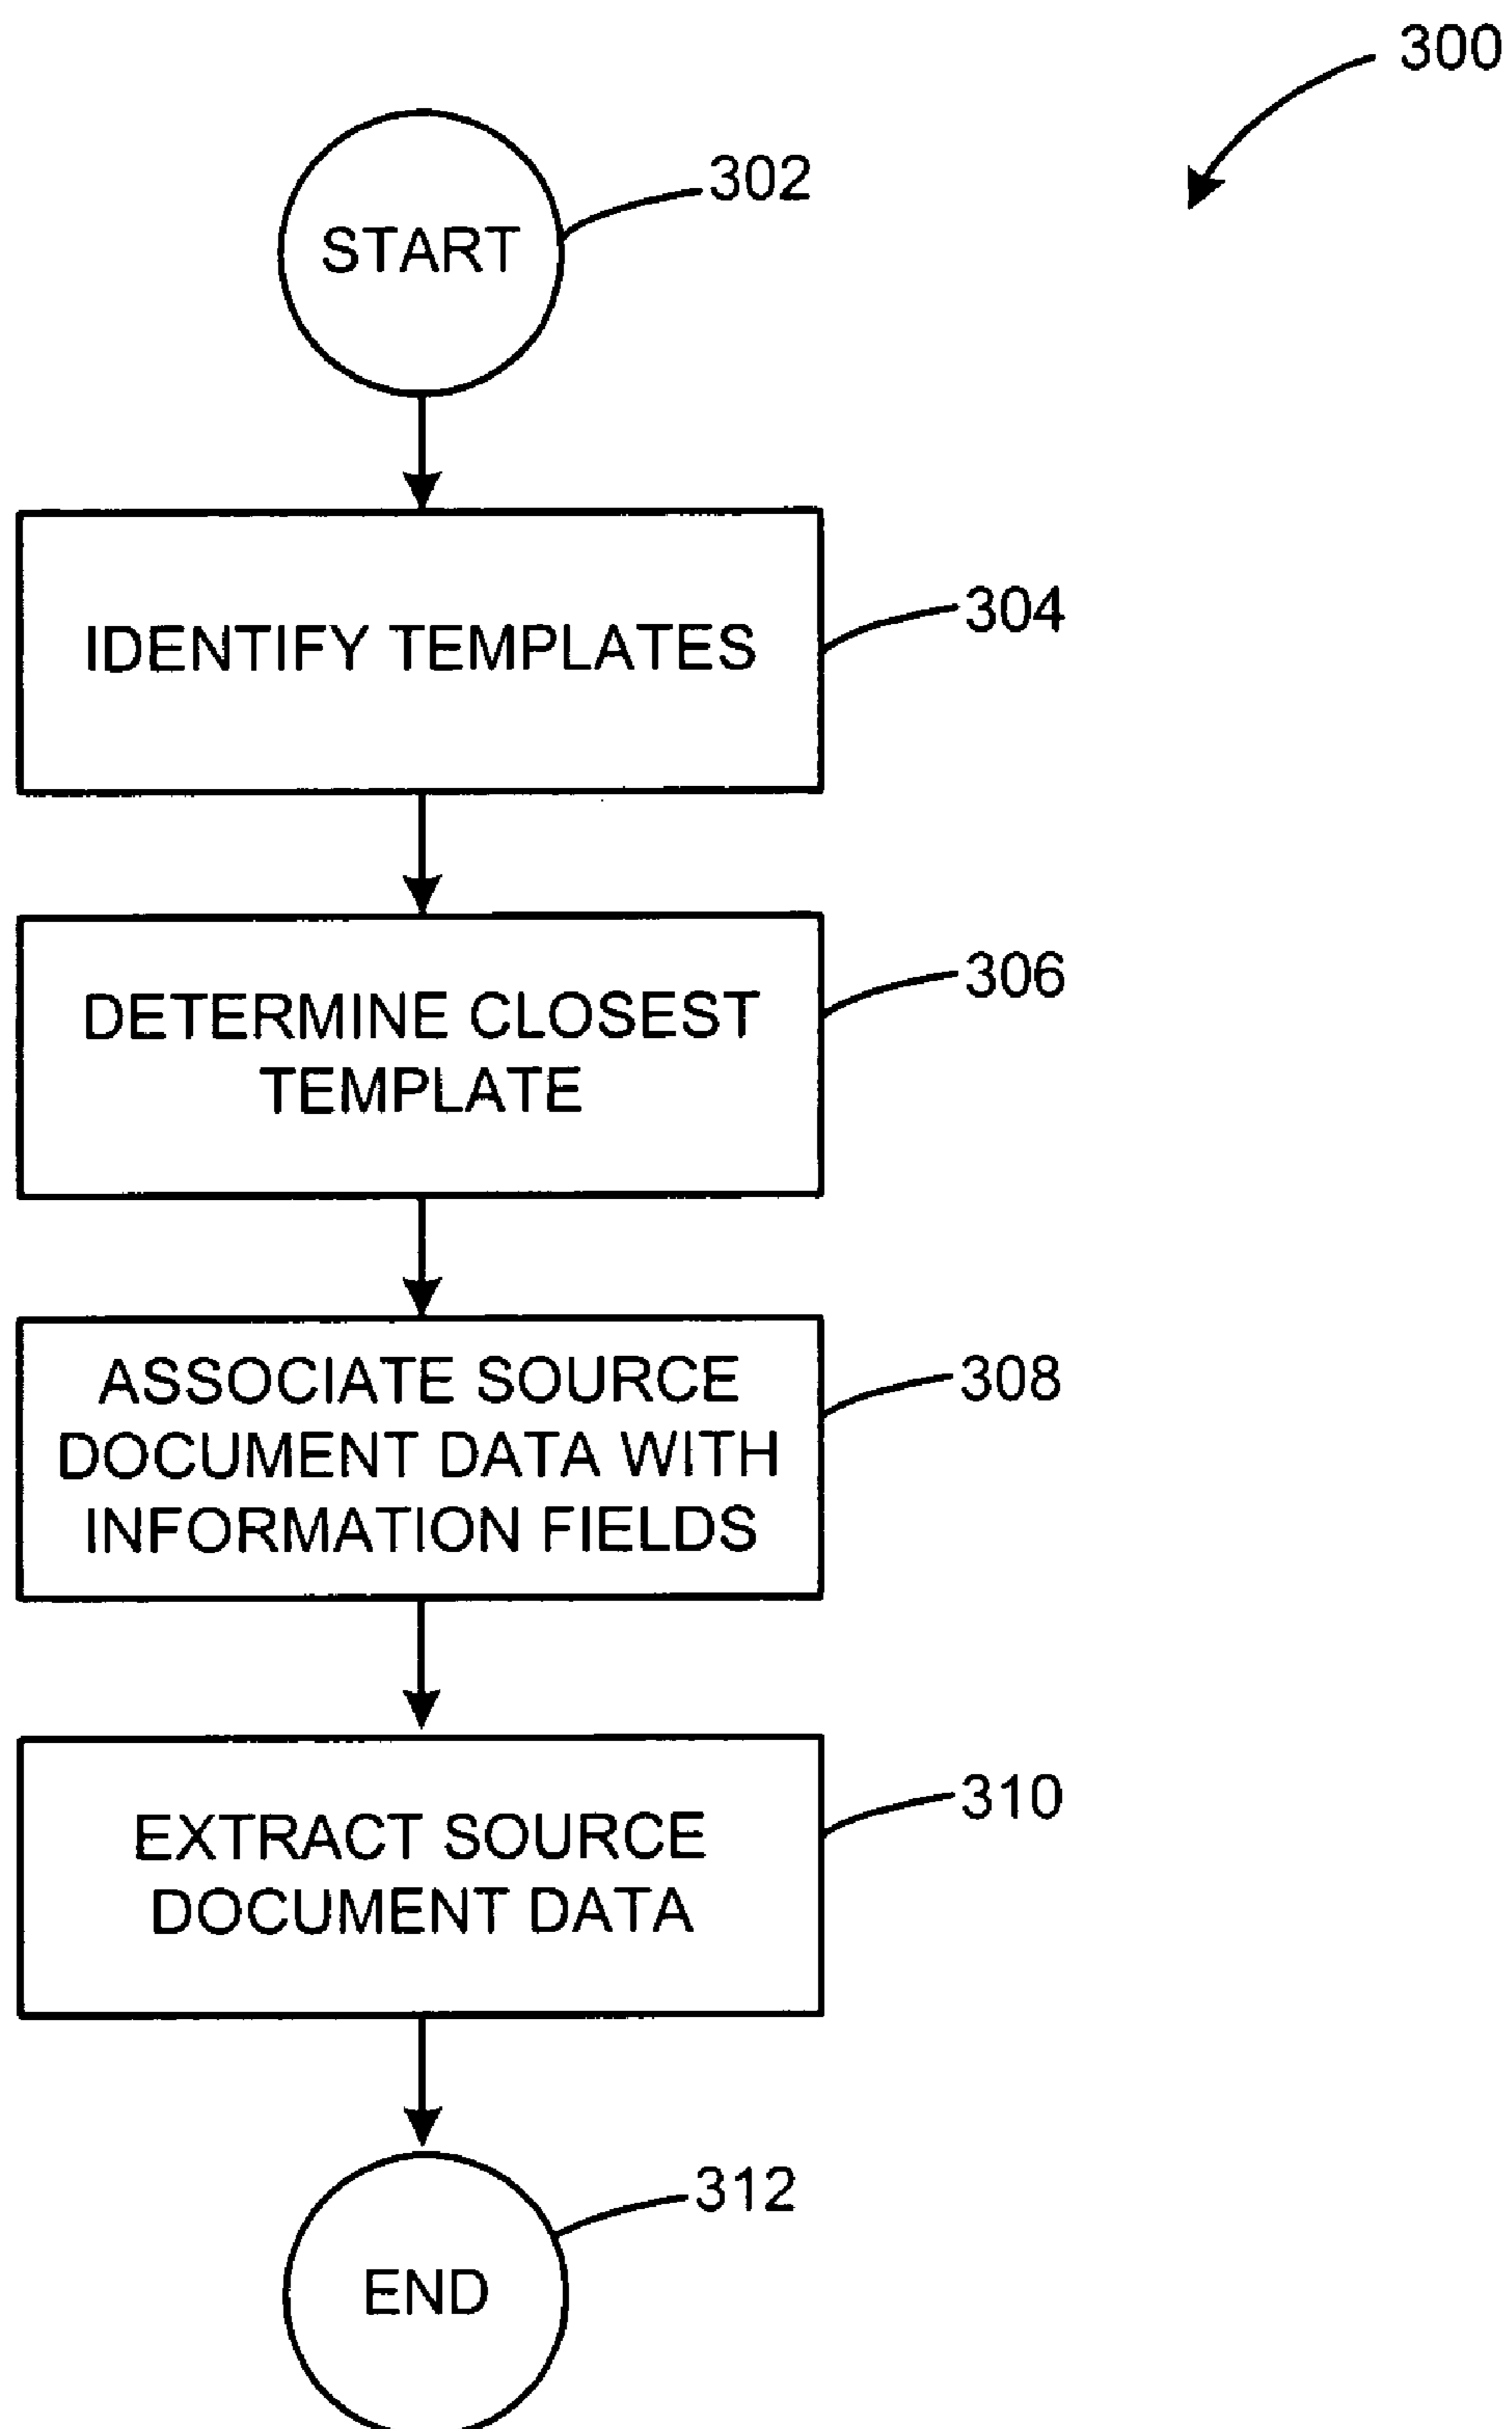 300
302
START
304
IDENTIFY TEMPLATES
306
DETERMINE CLOSEST
TEMPLATE
308
ASSOCIATE SOURCE
DOCUMENT DATA WITH
INFORMATION FIELDS
310
EXTRACT SOURCE
DOCUMENT DATA
312
END